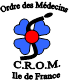 Ordre des Médecins
C.R.O.M.
Ile de France